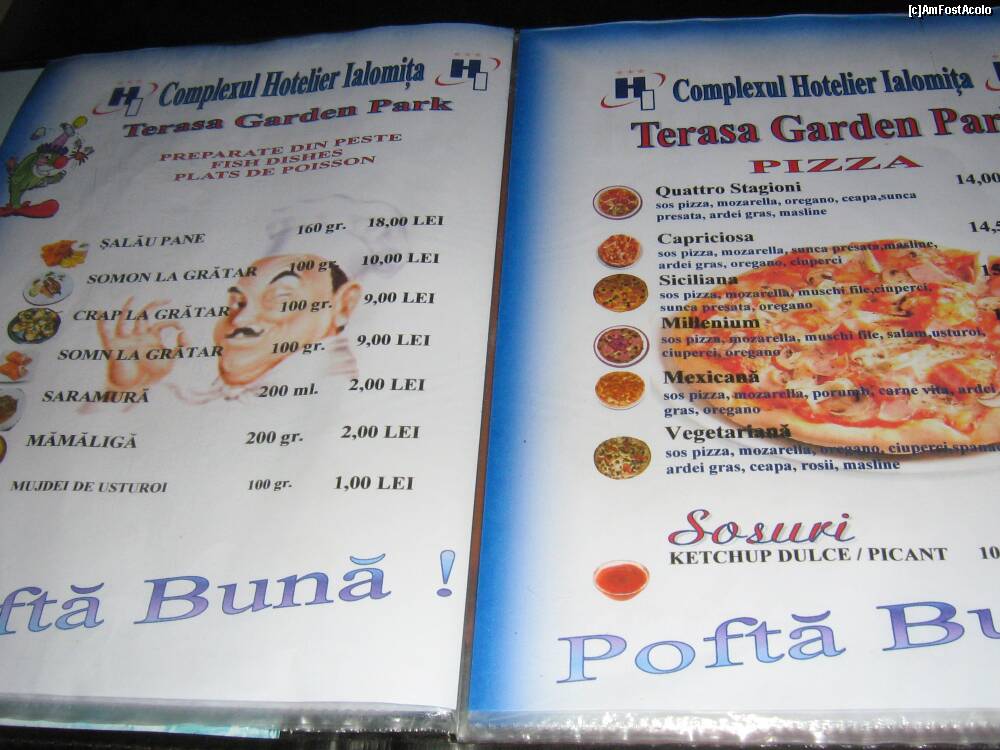 [c]AmFostAcolo
Complexul Hotelier Ialomița
Terasa Garden Park
PREPARATE DIN PESTE
FISH DISHES
PLATS DE POISSON
ȘALĂU PANE 160 gr. 18,00 LEI
SOMON LA GRĂTAR 100 gr. 10,00 LEI
CRAP LA GRĂTAR 100 gr. 9,00 LEI
SOMN LA GRĂTAR 100 gr. 9,00 LEI
SARAMURĂ 200 ml. 2,00 LEI
MĂMĂLIGĂ 200 gr. 2,00 LEI
MUJDEI DE USTUROI 100 gr. 1,00 LEI
ftă Bună !
Complexul Hotelier Ialomița
Terasa Garden Par
PIZZA
Quattro Stagioni 14,00
sos pizza, mozarella, oregano, ceapa,sunca
presata, ardei gras, masline
Capriciosa 14,5
sos pizza, mozarella, sunca presata,masline,
ardei gras, oregano, ciuperci
Siciliana
sos pizza, mozarella, muschi file,ciuperci,
sunca presata, oregano
Millenium
sos pizza, mozarella, muschi file, salam,usturoi,
ciuperci, oregano
Mexicană
sos pizza, mozarella, porumb, carne vita, ardei
gras, oregano
Vegetariană
sos pizza, mozarella, oregano, ciuperci,spana
ardei gras, ceapa, rosii, masline
Sosuri
KETCHUP DULCE / PICANT 10
Poftă Bu